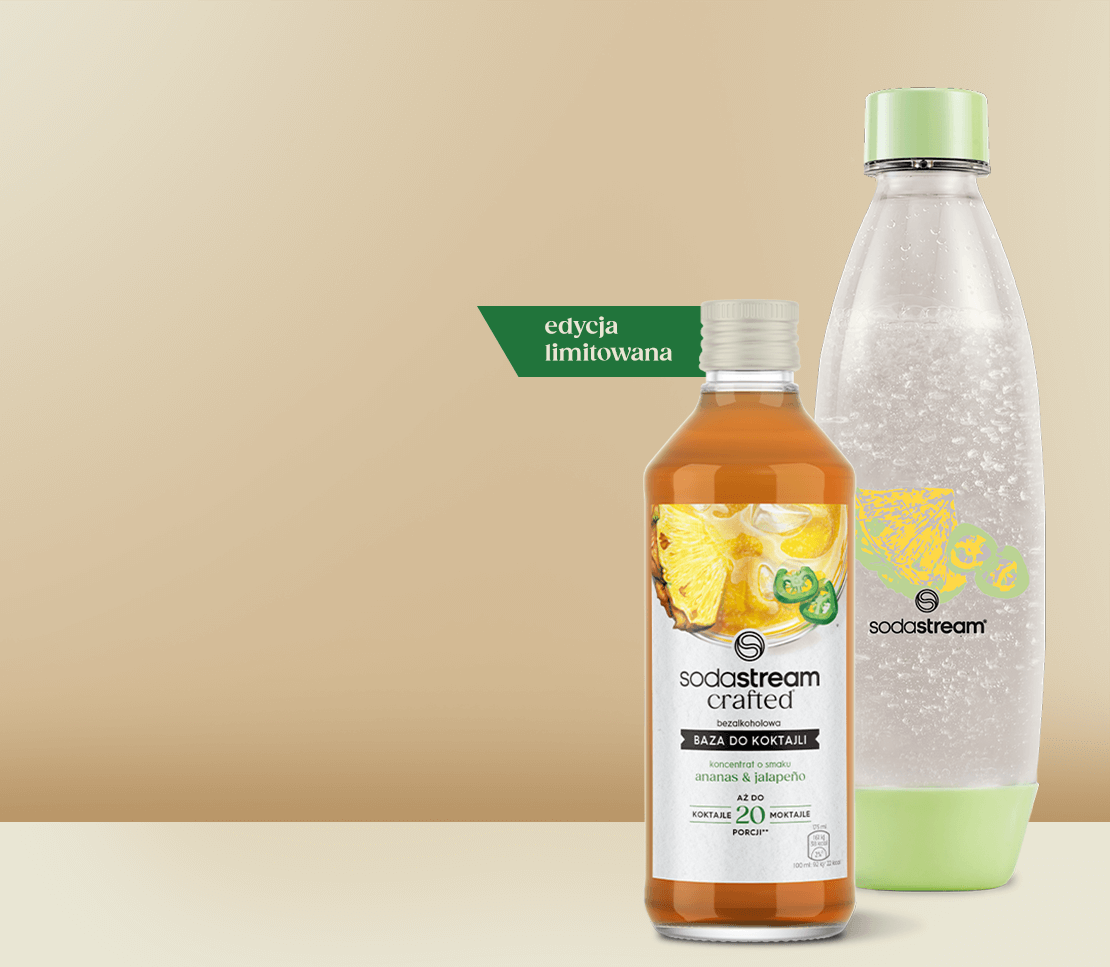 edycja
limitowana
sodastream®
sodastream
crafted
bezalkoholowa
BAZA DO KOKTAJLI
koncentrat o smaku
ananas & jalapeño
AŻ DO
KOKTAJLE 20 MOKTAJLE
PORCJI**